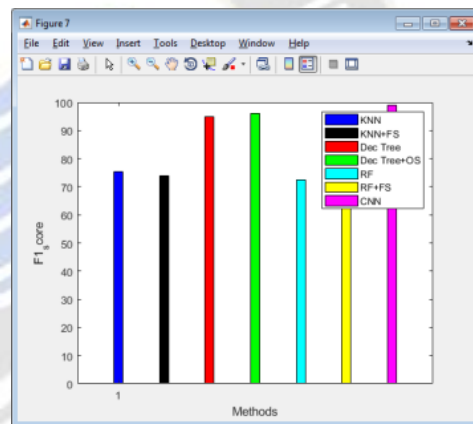 Figure 7
File Edit View Insert Tools Desktop Window Help
100
90
80
70
60
50
40
30
20
10
0
F1score
KNN
KNN+FS
Dec Tree
Dec Tree+OS
RF
RF+FS
CNN
1
Methods